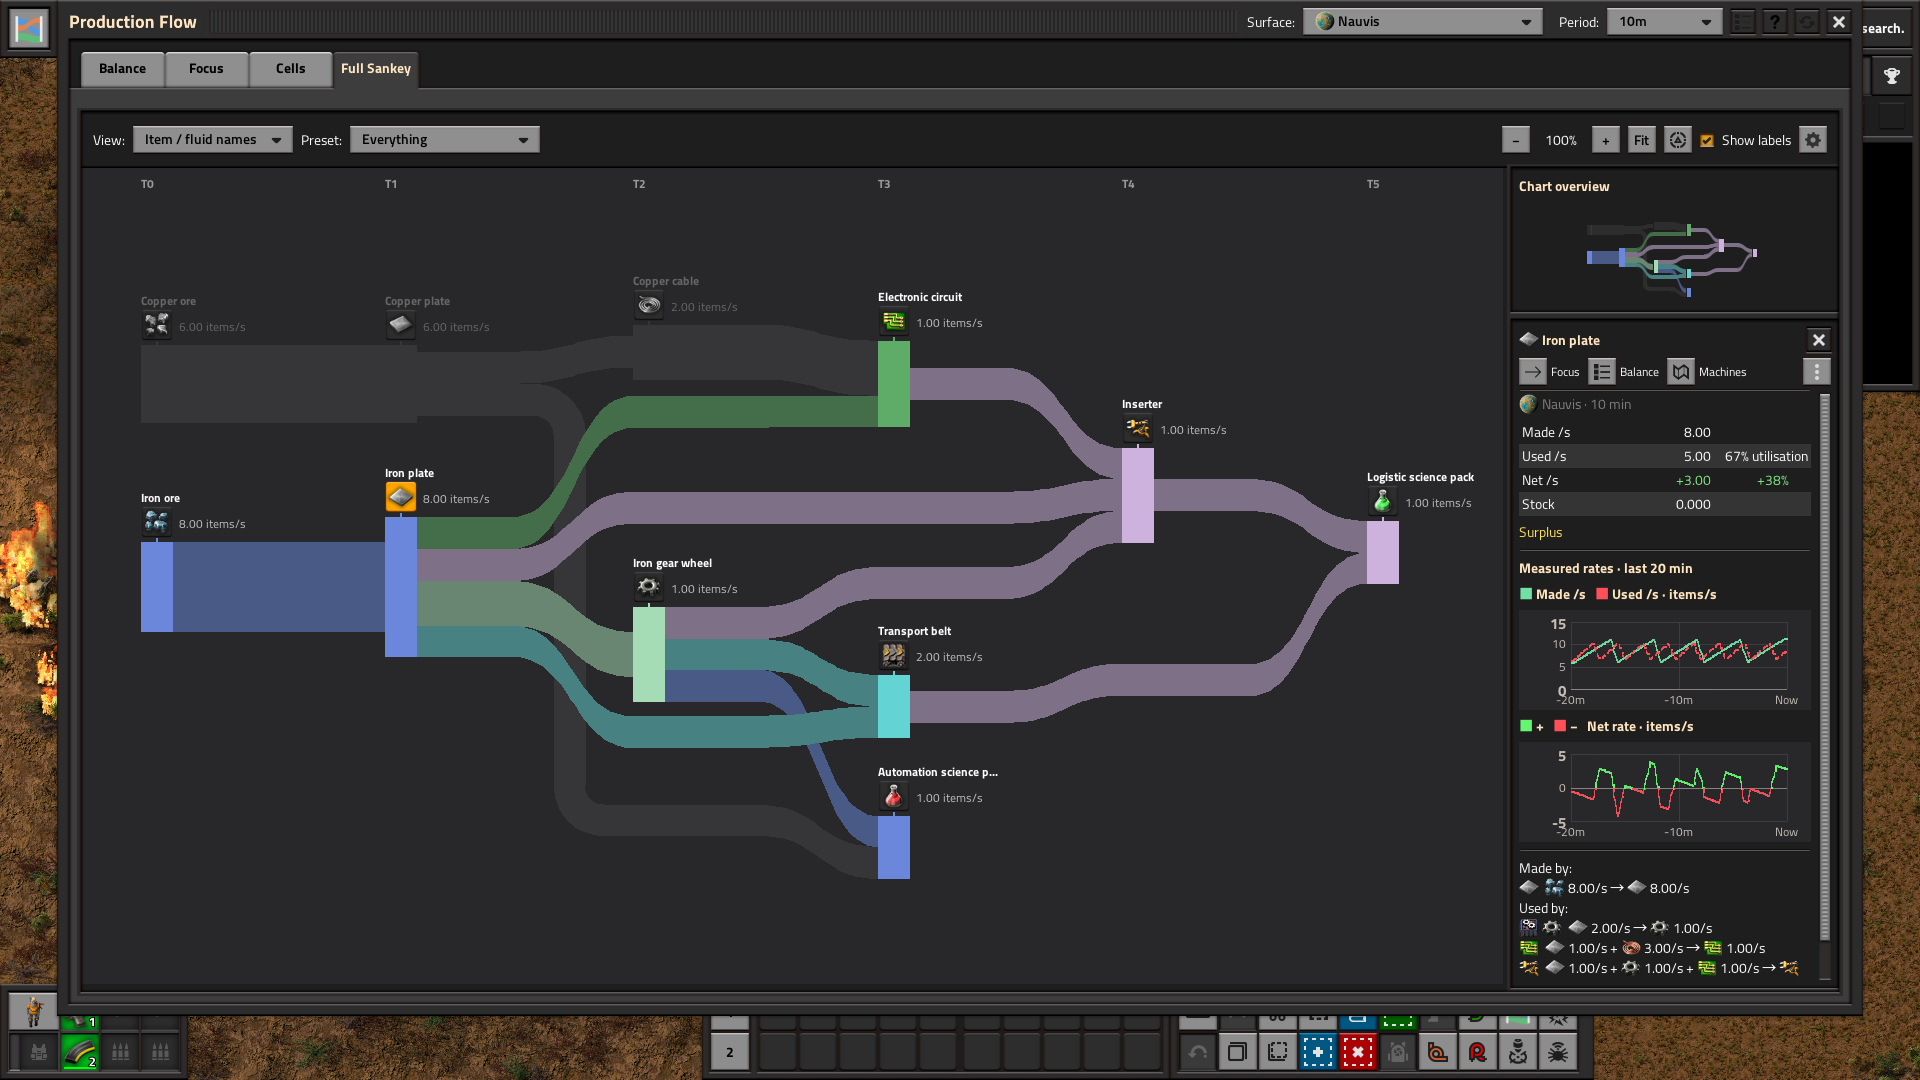 Production Flow
Surface: Nauvis Period: 10m ?
search.
Balance Focus Cells Full Sankey
View: Item / fluid names Preset: Everything
- 100% + Fit Show labels
T0 T1 T2 T3 T4 T5
Copper ore
6.00 items/s
Copper plate
6.00 items/s
Copper cable
2.00 items/s
Electronic circuit
1.00 items/s
Inserter
1.00 items/s
Logistic science pack
1.00 items/s
Iron ore
8.00 items/s
Iron plate
8.00 items/s
Iron gear wheel
1.00 items/s
Transport belt
2.00 items/s
Automation science p...
1.00 items/s
Chart overview
Iron plate
Focus Balance Machines
Nauvis · 10 min
Made /s 8.00
Used /s 5.00 67% utilisation
Net /s +3.00 +38%
Stock 0.000
Surplus
Measured rates · last 20 min
Made /s Used /s · items/s
15
10
5
0
-20m -10m Now
+ – Net rate · items/s
5
0
-5
-20m -10m Now
Made by:
8.00/s → 8.00/s
Used by:
2.00/s → 1.00/s
1.00/s + 3.00/s → 1.00/s
1.00/s + 1.00/s + 1.00/s →
1
2
2